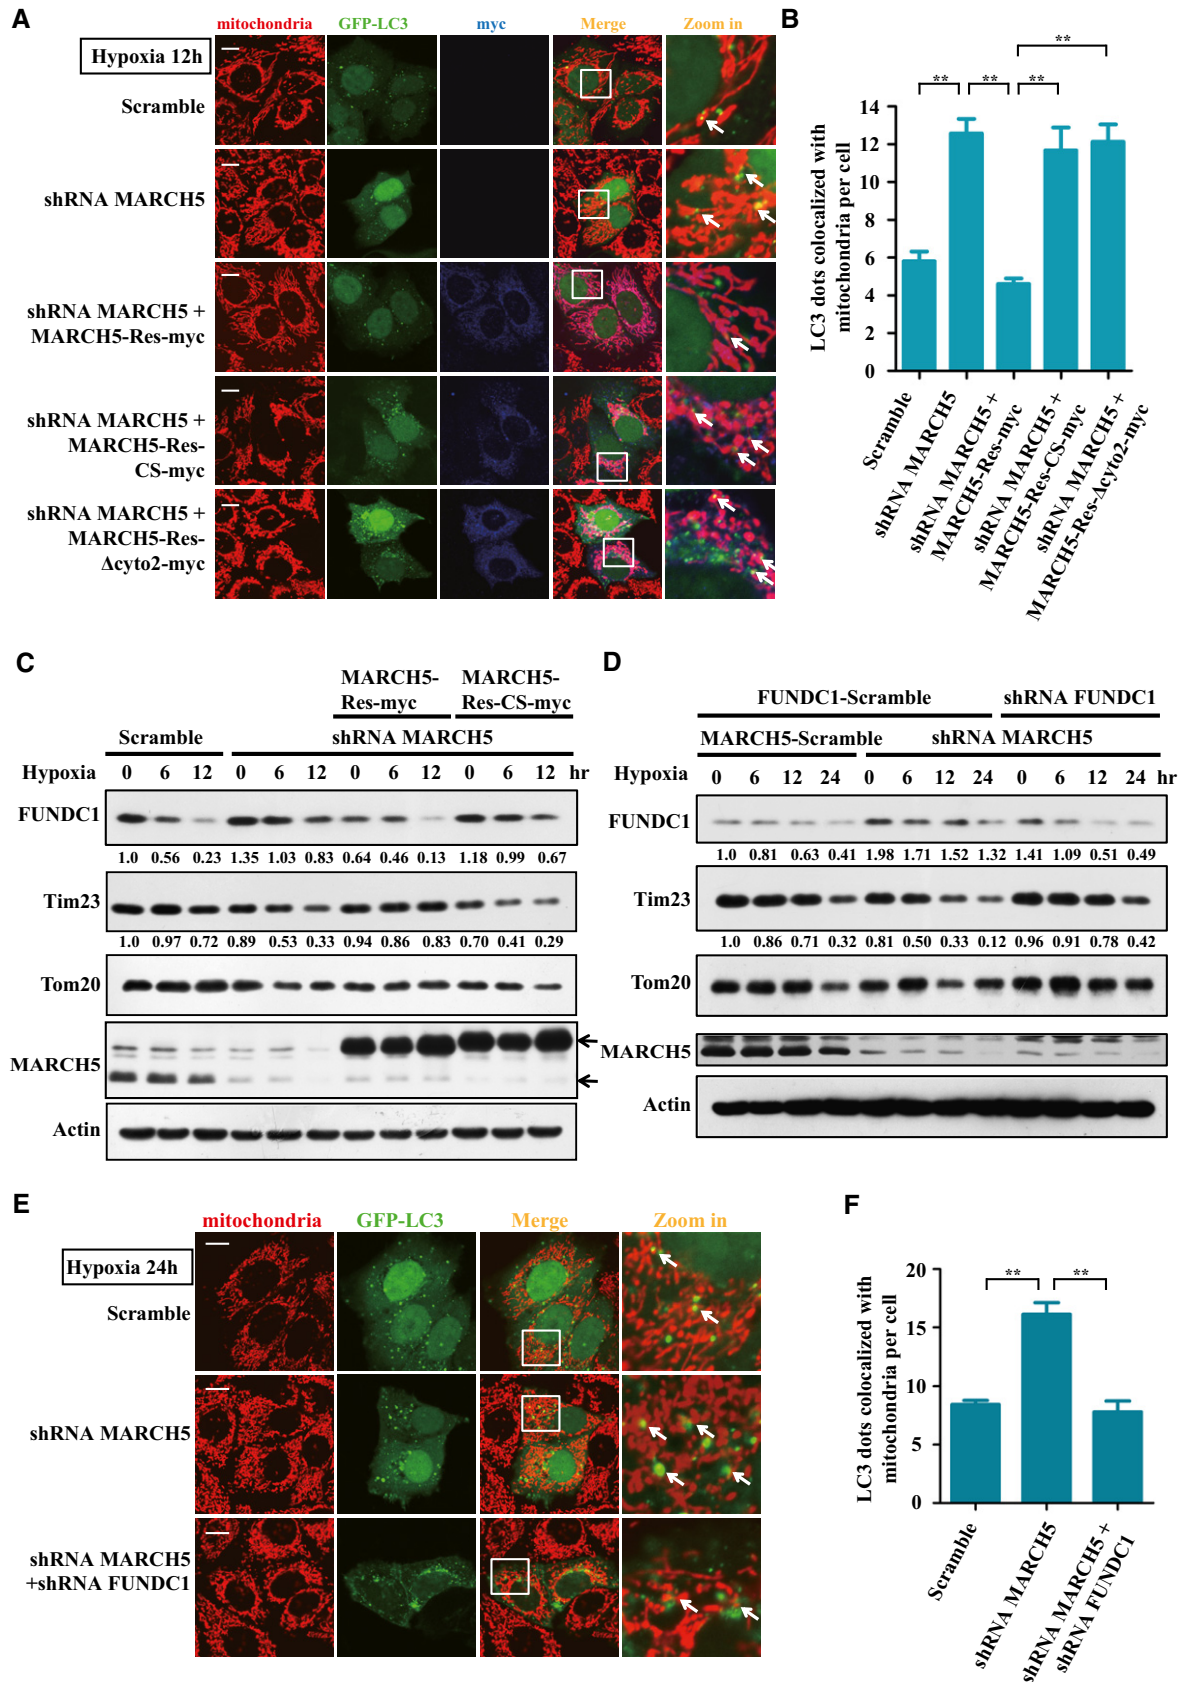 A
mitochondria GFP-LC3 myc Merge Zoom in
Hypoxia 12h
Scramble
shRNA MARCH5
shRNA MARCH5 +
MARCH5-Res-myc
shRNA MARCH5 +
MARCH5-Res-
CS-myc
shRNA MARCH5 +
MARCH5-Res-
Δcyto2-myc
B
** ** ** **
LC3 dots colocalized with
mitochondria per cell
14
12
10
8
6
4
2
0
Scramble
shRNA MARCH5
shRNA MARCH5 +
MARCH5-Res-myc
shRNA MARCH5 +
MARCH5-Res-CS-myc
shRNA MARCH5 +
MARCH5-Res-Δcyto2-myc
C
MARCH5-
Res-myc
MARCH5-
Res-CS-myc
Scramble shRNA MARCH5
Hypoxia 0 6 12 0 6 12 0 6 12 0 6 12 hr
FUNDC1
1.0 0.56 0.23 1.35 1.03 0.83 0.64 0.46 0.13 1.18 0.99 0.67
Tim23
1.0 0.97 0.72 0.89 0.53 0.33 0.94 0.86 0.83 0.70 0.41 0.29
Tom20
MARCH5
Actin
D
FUNDC1-Scramble shRNA FUNDC1
MARCH5-Scramble shRNA MARCH5
Hypoxia 0 6 12 24 0 6 12 24 0 6 12 24 hr
FUNDC1
1.0 0.81 0.63 0.41 1.98 1.71 1.52 1.32 1.41 1.09 0.51 0.49
Tim23
1.0 0.86 0.71 0.32 0.81 0.50 0.33 0.12 0.96 0.91 0.78 0.42
Tom20
MARCH5
Actin
E
mitochondria GFP-LC3 Merge Zoom in
Hypoxia 24h
Scramble
shRNA MARCH5
shRNA MARCH5
+shRNA FUNDC1
F
** **
LC3 dots colocalized with
mitochondria per cell
20
15
10
5
0
Scramble
shRNA MARCH5
shRNA MARCH5 +
shRNA FUNDC1